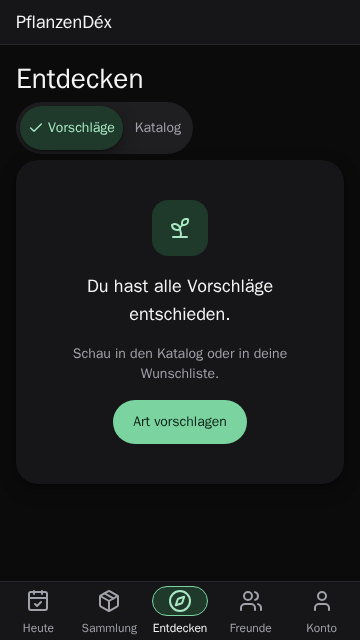 PflanzenDéx
Entdecken
Vorschläge
Katalog
Du hast alle Vorschläge
entschieden.
Schau in den Katalog oder in deine
Wunschliste.
Art vorschlagen
Heute
Sammlung
Entdecken
Freunde
Konto